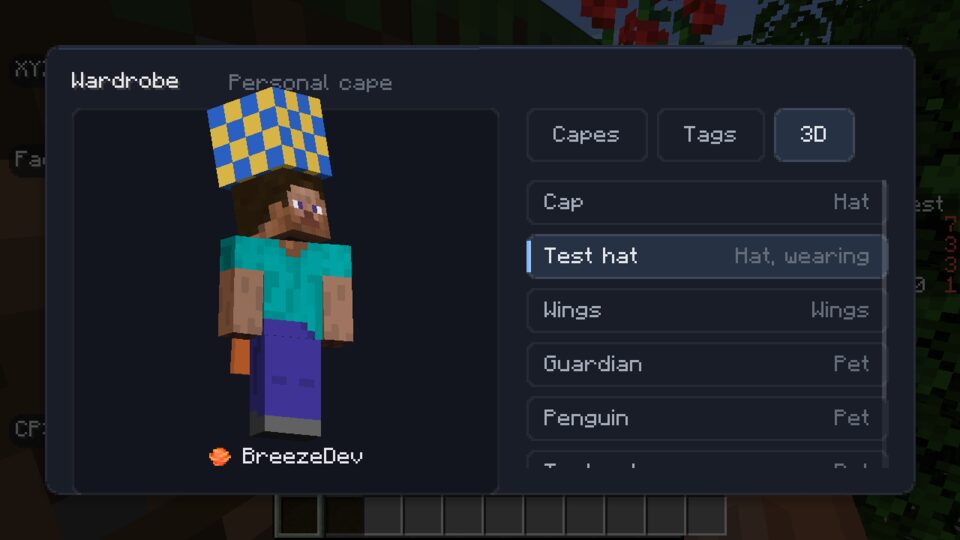 Wardrobe Personal cape
Capes Tags 3D
Cap Hat
Test hat Hat, wearing
Wings Wings
Guardian Pet
Penguin Pet
BreezeDev
XYZ